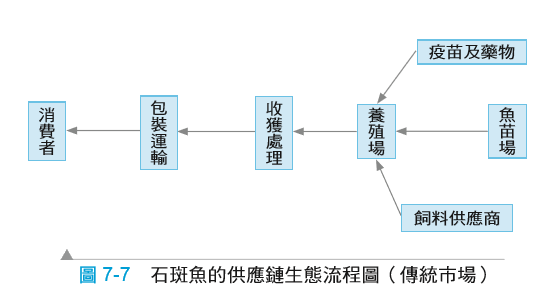 疫苗及藥物
消費者
包裝運輸
收獲處理
養殖場
魚苗場
飼料供應商
圖 7-7 石斑魚的供應鏈生態流程圖（傳統市場）